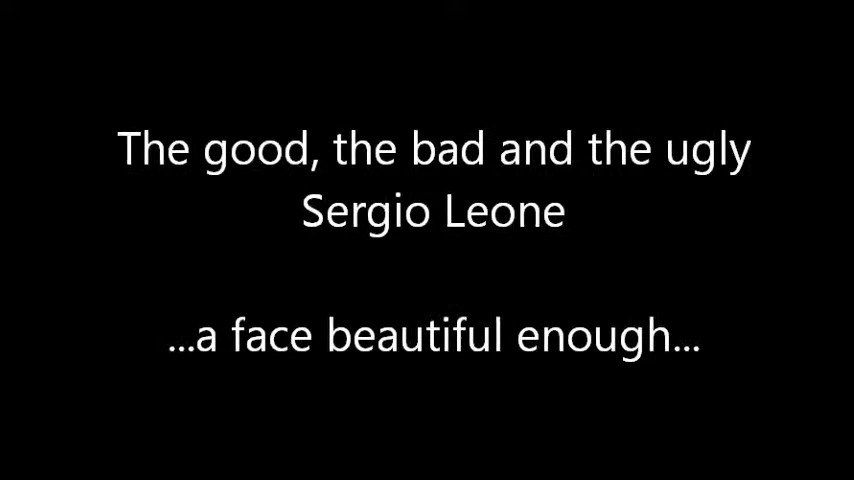 The good, the bad and the ugly
Sergio Leone
...a face beautiful enough...